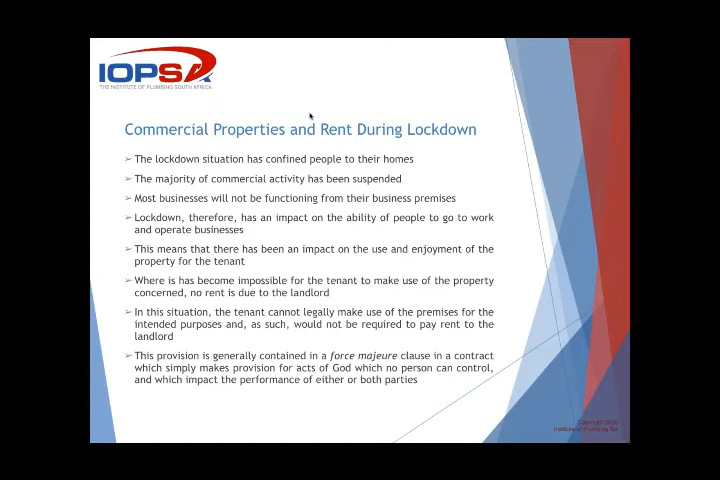 IOPSA
THE INSTITUTE OF PLUMBING SOUTH AFRICA
Commercial Properties and Rent During Lockdown
➢ The lockdown situation has confined people to their homes
➢ The majority of commercial activity has been suspended
➢ Most businesses will not be functioning from their business premises
➢ Lockdown, therefore, has an impact on the ability of people to go to work
and operate businesses
➢ This means that there has been an impact on the use and enjoyment of the
property for the tenant
➢ Where is has become impossible for the tenant to make use of the property
concerned, no rent is due to the landlord
➢ In this situation, the tenant cannot legally make use of the premises for the
intended purposes and, as such, would not be required to pay rent to the
landlord
➢ This provision is generally contained in a force majeure clause in a contract
which simply makes provision for acts of God which no person can control,
and which impact the performance of either or both parties
Copyright 2020
Institute of Plumbing SA